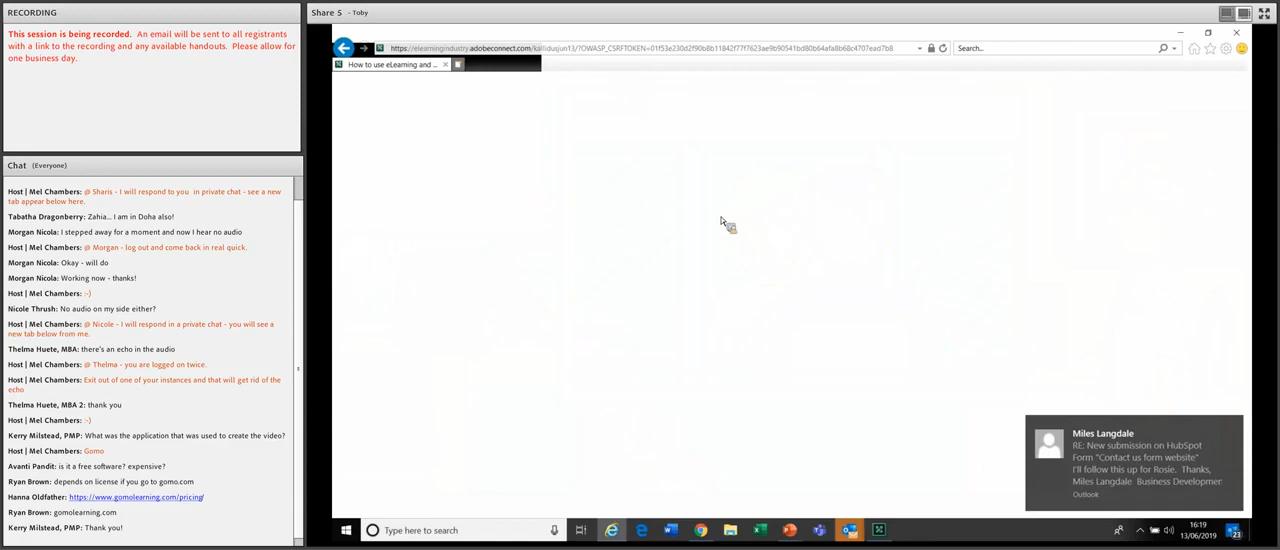 RECORDING
This session is being recorded. An email will be sent to all registrants
with a link to the recording and any available handouts. Please allow for
one business day.
Chat (Everyone)
Host | Mel Chambers: @ Sharis - I will respond to you in private chat - see a new
tab appear below here.
Tabatha Dragonberry: Zahia... I am in Doha also!
Morgan Nicola: I stepped away for a moment and now I hear no audio
Host | Mel Chambers: @ Morgan - log out and come back in real quick.
Morgan Nicola: Okay - will do
Morgan Nicola: Working now - thanks!
Host | Mel Chambers: :-)
Nicole Thrush: No audio on my side either?
Host | Mel Chambers: @ Nicole - I will respond in a private chat - you will see a
new tab below from me.
Thelma Huete, MBA: there's an echo in the audio
Host | Mel Chambers: @ Thelma - you are logged on twice.
Host | Mel Chambers: Exit out of one of your instances and that will get rid of the
echo
Thelma Huete, MBA 2: thank you
Host | Mel Chambers: :-)
Kerry Milstead, PMP: What was the application that was used to create the video?
Host | Mel Chambers: Gomo
Avanti Pandit: is it a free software? expensive?
Ryan Brown: depends on license if you go to gomo.com
Hanna Oldfather: https://www.gomolearning.com/pricing/
Ryan Brown: gomolearning.com
Kerry Milstead, PMP: Thank you!
Share 5 - Toby
Search...
How to use eLearning and ...
Miles Langdale
RE: New submission on HubSpot
Form "Contact us form website"
I'll follow this up for Rosie. Thanks,
Miles Langdale Business Developmer
Outlook
Type here to search
16:19
13/06/2019
23